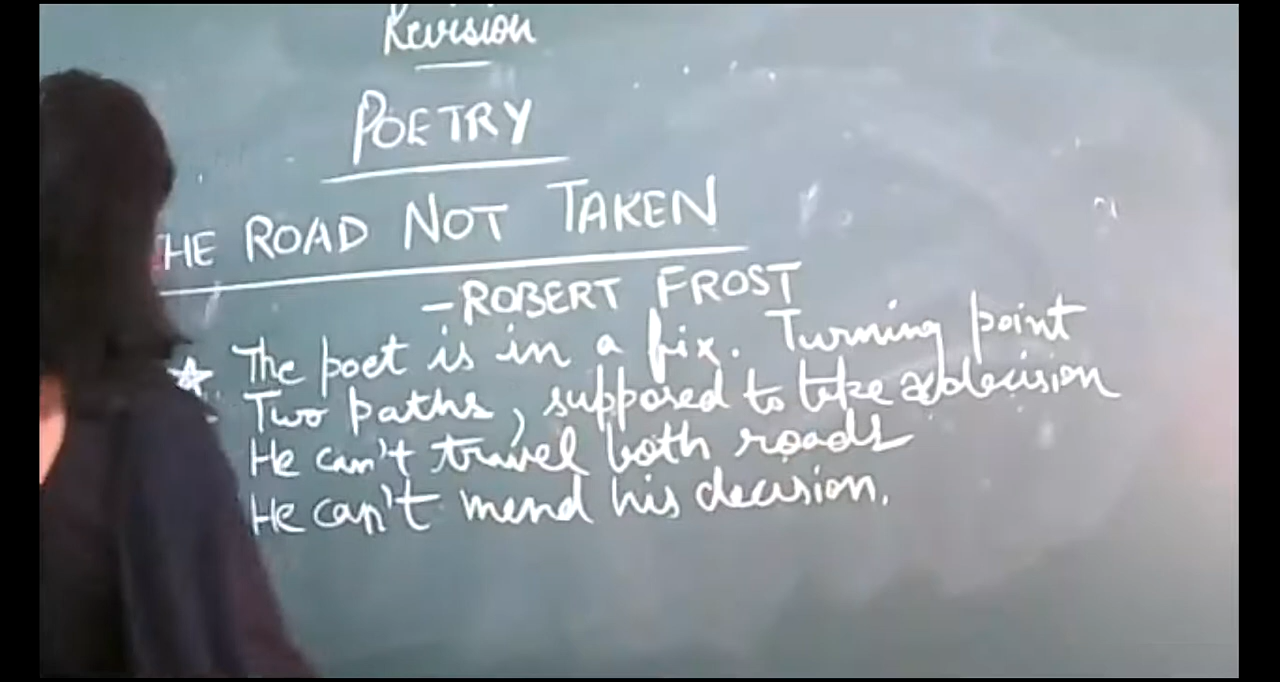 Revision
POETRY
HE ROAD NOT TAKEN
-ROBERT FROST
☆ The poet is in a fix. Turning point
Two paths, supposed to take decision
He can't travel both roads
He can't mend his decision.